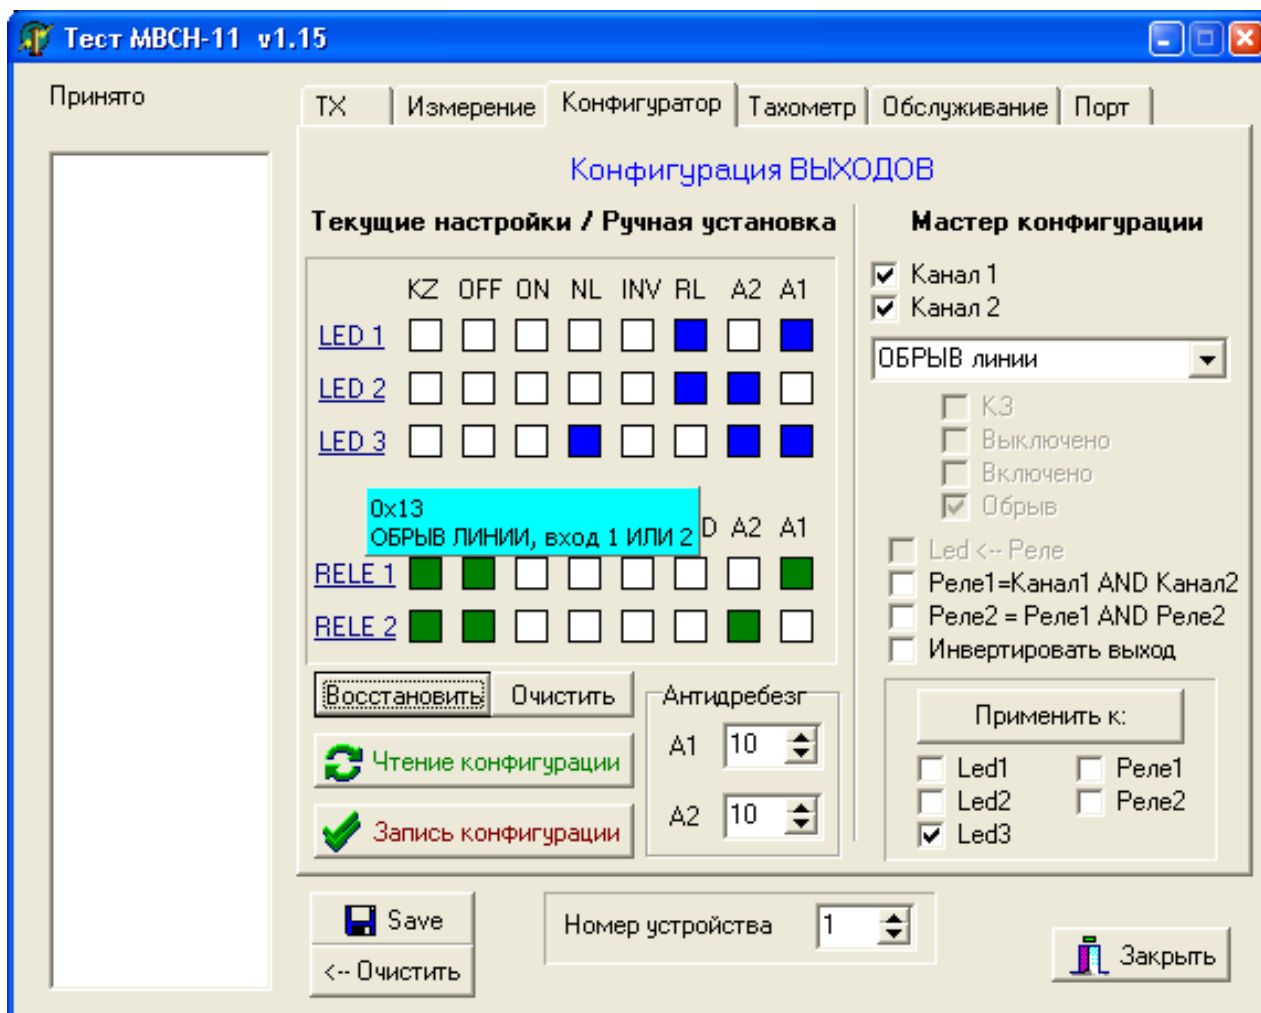 Тест МВСН-11 v1.15
Принято
TX
Измерение
Конфигуратор
Тахометр
Обслуживание
Порт
Конфигурация ВЫХОДОВ
Текущие настройки / Ручная установка
KZ OFF ON NL INV RL A2 A1
LED 1
LED 2
LED 3
0x13
ОБРЫВ ЛИНИИ, вход 1 ИЛИ 2
D A2 A1
RELE 1
RELE 2
Восстановить
Очистить
Чтение конфигурации
Запись конфигурации
Антидребезг
A1 10
A2 10
Мастер конфигурации
Канал 1
Канал 2
ОБРЫВ линии
КЗ
Выключено
Включено
Обрыв
Led <-- Реле
Реле1=Канал1 AND Канал2
Реле2 = Реле1 AND Реле2
Инвертировать выход
Применить к:
Led1 Реле1
Led2 Реле2
Led3
Save
<-- Очистить
Номер устройства 1
Закрыть